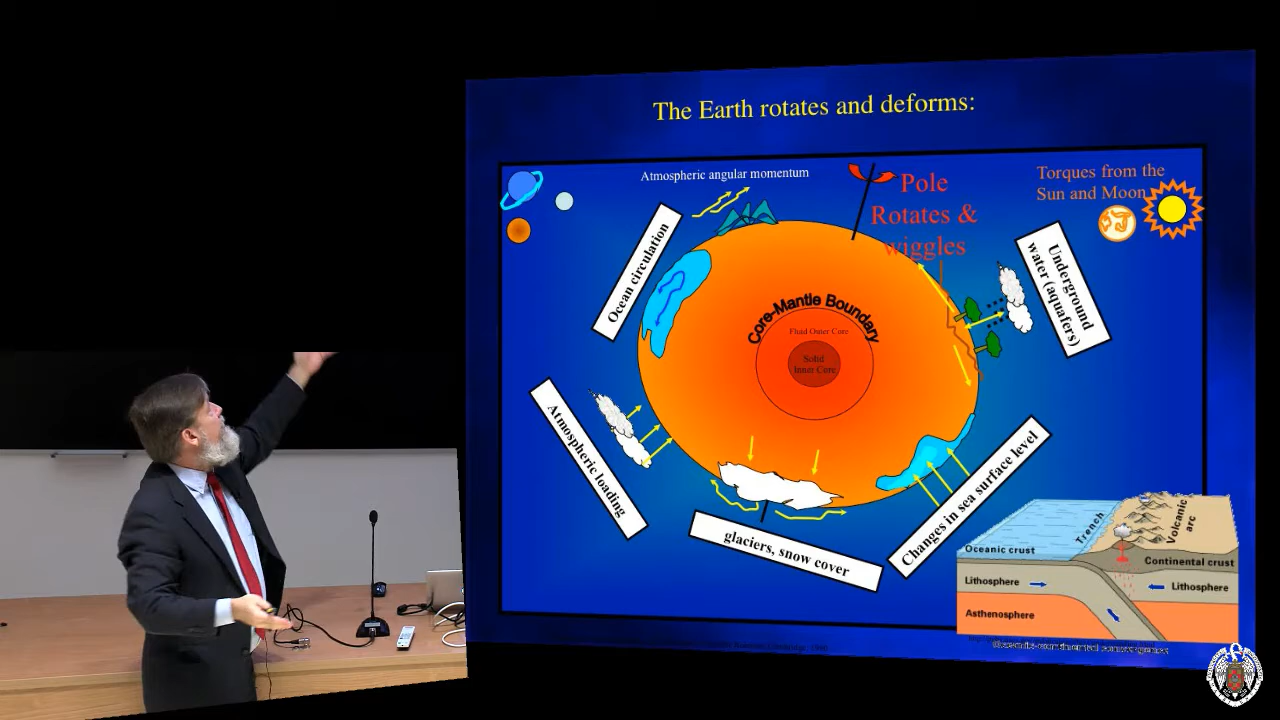 The Earth rotates and deforms:
Atmospheric angular momentum
Pole
Rotates &
wiggles
Torques from the
Sun and Moon
Ocean circulation
Underground
water (aquafers)
Core-Mantle Boundary
Fluid Outer Core
Solid
Inner Core
Atmospheric loading
glaciers, snow cover
Changes in sea surface level
Trench
Volcanic
arc
Oceanic crust
Continental crust
Lithosphere
Lithosphere
Asthenosphere